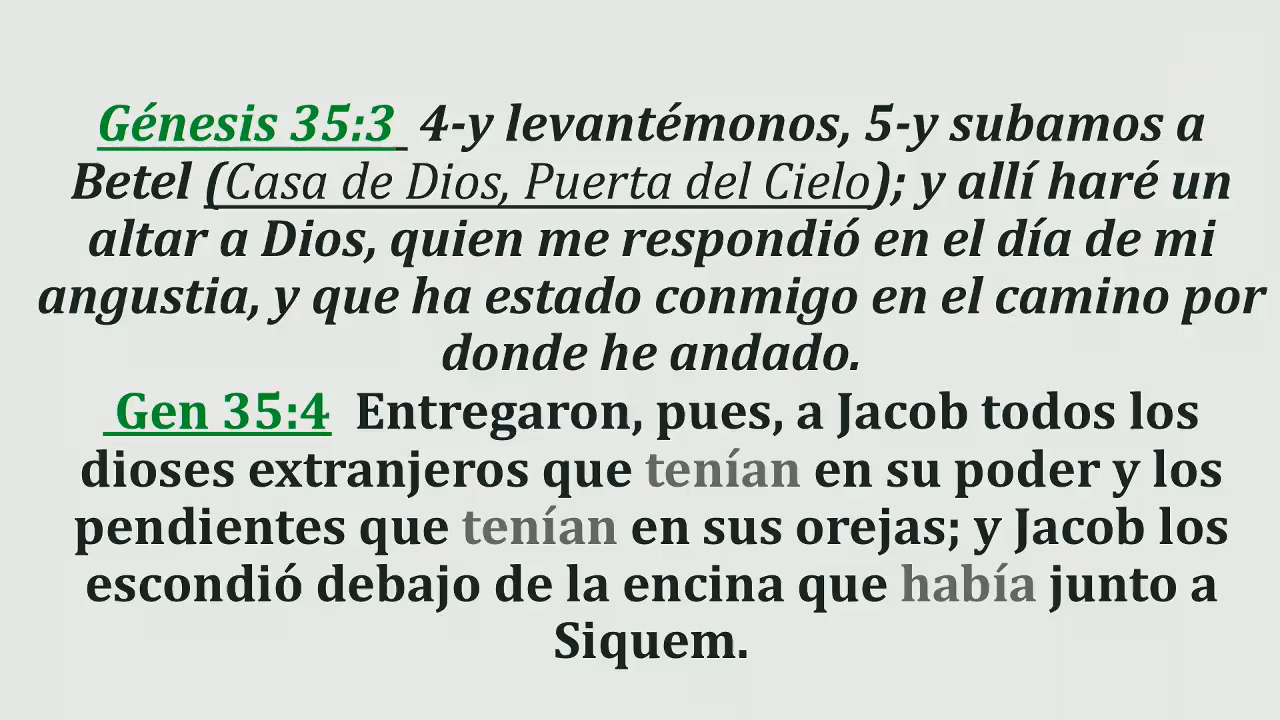 Génesis 35:3  4-y levantémonos, 5-y subamos a
Betel (Casa de Dios, Puerta del Cielo); y allí haré un
altar a Dios, quien me respondió en el día de mi
angustia, y que ha estado conmigo en el camino por
donde he andado.
Gen 35:4  Entregaron, pues, a Jacob todos los
dioses extranjeros que tenían en su poder y los
pendientes que tenían en sus orejas; y Jacob los
escondió debajo de la encina que había junto a
Siquem.